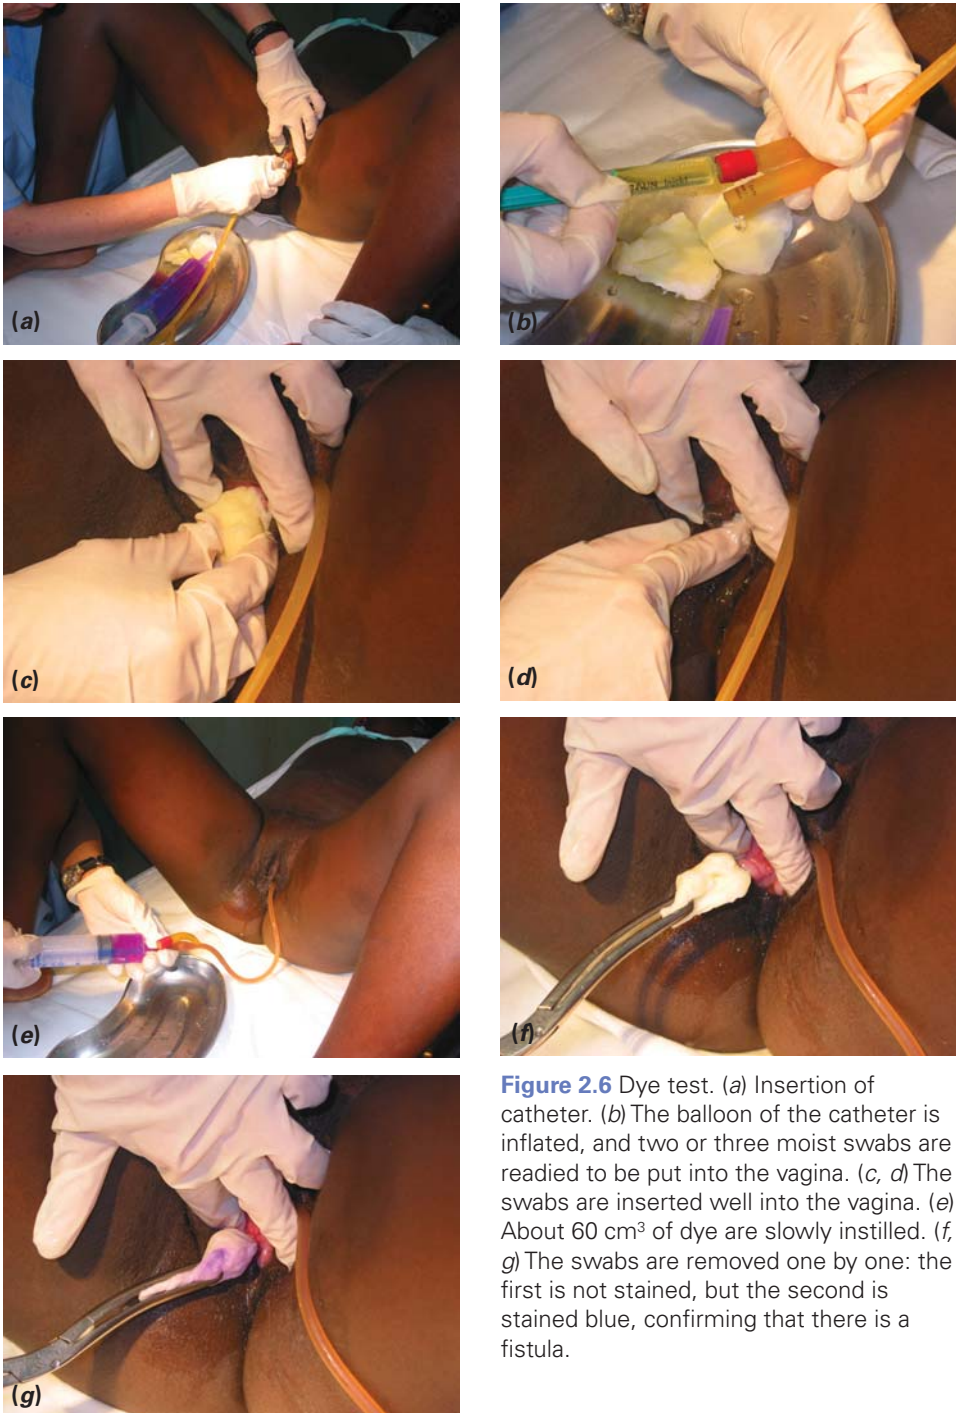 (a)
(b)
(c)
(d)
(e)
(f)
(g)
Figure 2.6 Dye test. (a) Insertion of
catheter. (b) The balloon of the catheter is
inflated, and two or three moist swabs are
readied to be put into the vagina. (c, d) The
swabs are inserted well into the vagina. (e)
About 60 cm³ of dye are slowly instilled. (f,
g) The swabs are removed one by one: the
first is not stained, but the second is
stained blue, confirming that there is a
fistula.